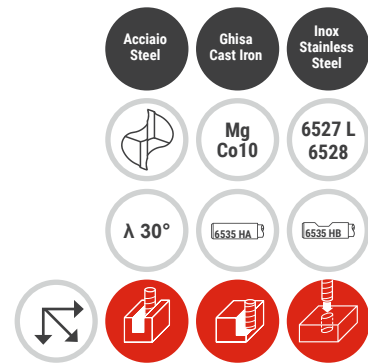 Acciaio
Steel
Ghisa
Cast Iron
Inox
Stainless
Steel
Mg
Co10
6527 L
6528
λ 30°
6535 HA
6535 HB